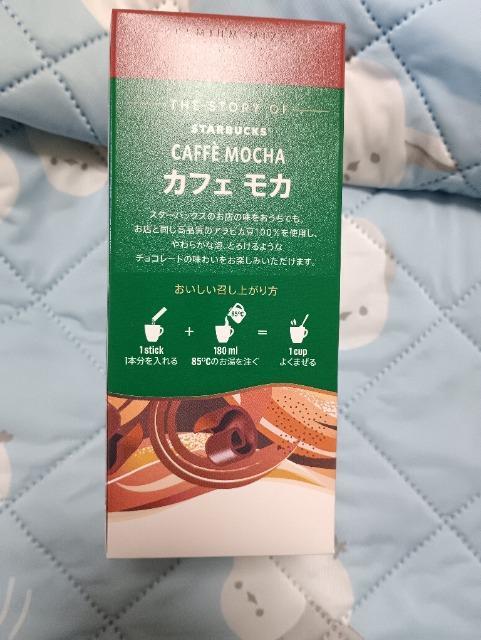 PREMIUM MIX
THE STORY OF
STARBUCKS®
CAFFÈ MOCHA
カフェ モカ
スターバックスのお店の味をおうちでも。
お店と同じ高品質のアラビカ豆100%を使用し、
やわらかな泡、とろけるような
チョコレートの味わいをお楽しみいただけます。
おいしい召し上がり方
85℃
+
=
1 stick
1本分を入れる
180 ml
85℃のお湯を注ぐ
1 cup
よくまぜる